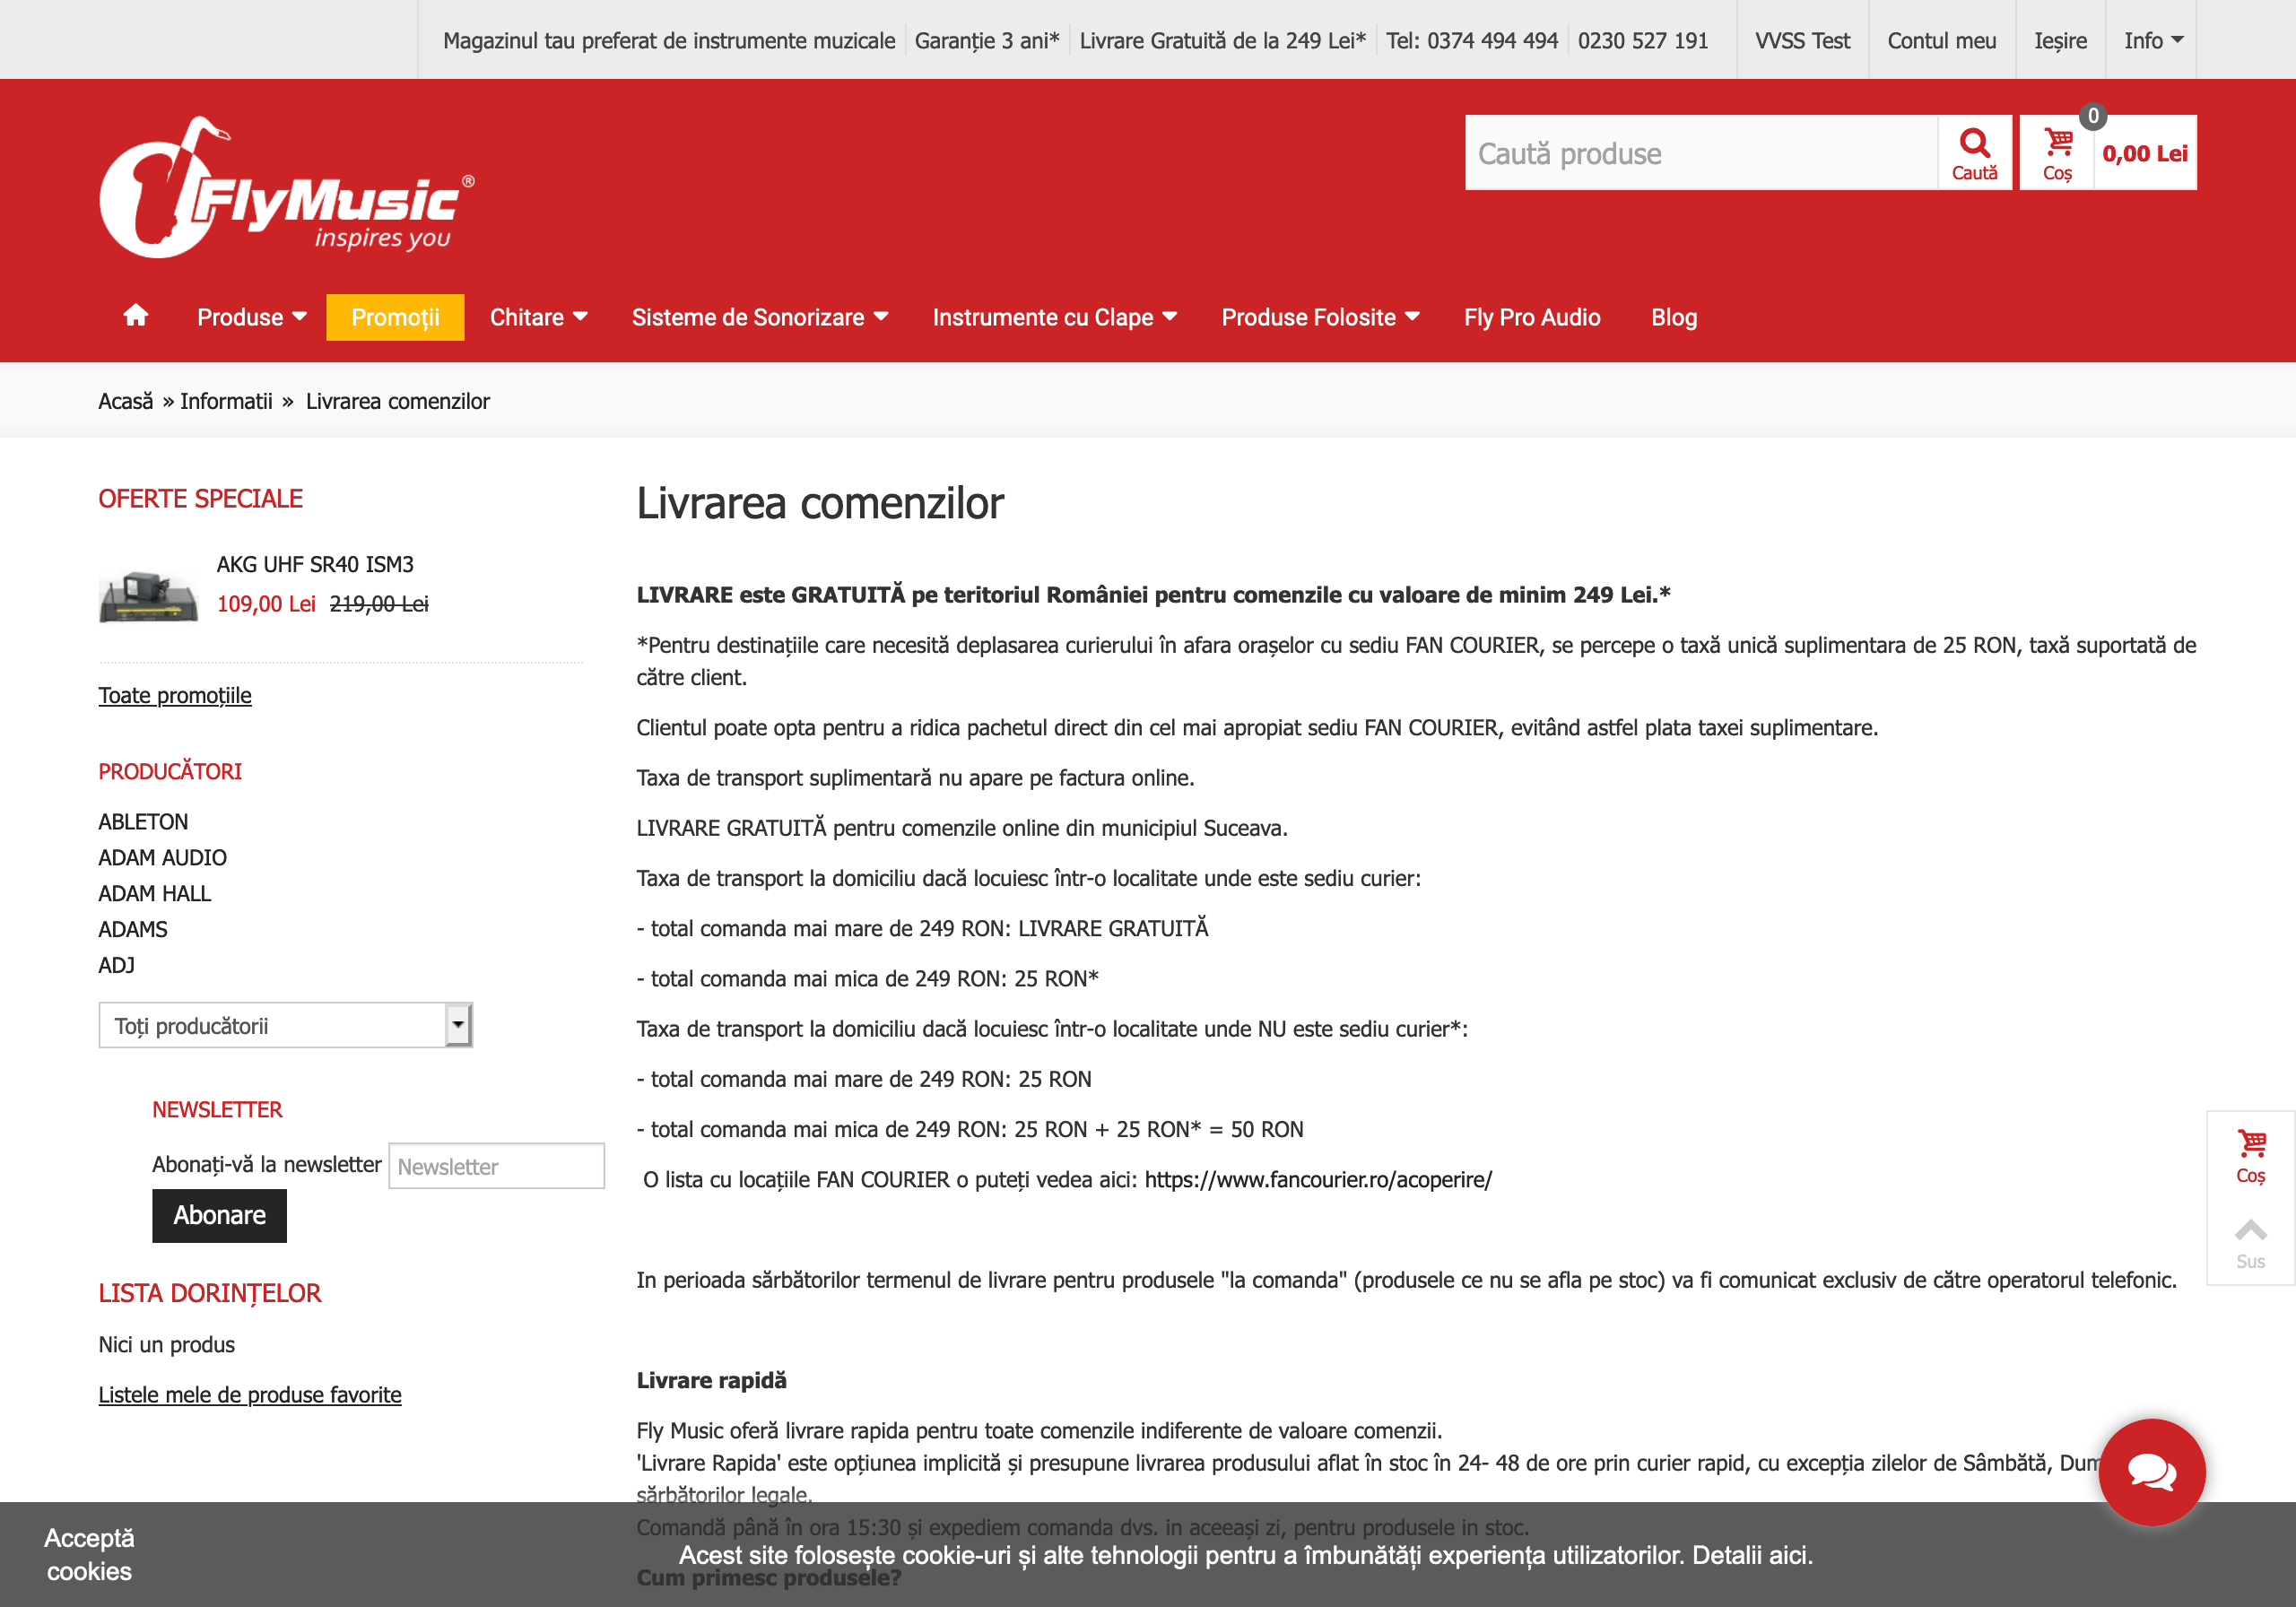 Magazinul tau preferat de instrumente muzicale
Garanție 3 ani*
Livrare Gratuită de la 249 Lei*
Tel: 0374 494 494
0230 527 191
VVSS Test
Contul meu
Ieșire
Info
FlyMusic®
inspires you
Caută produse
Caută
0
Coș
0,00 Lei
Produse
Promoții
Chitare
Sisteme de Sonorizare
Instrumente cu Clape
Produse Folosite
Fly Pro Audio
Blog
Acasă » Informatii » Livrarea comenzilor
OFERTE SPECIALE
AKG UHF SR40 ISM3
109,00 Lei 219,00 Lei
Toate promoțiile
PRODUCĂTORI
ABLETON
ADAM AUDIO
ADAM HALL
ADAMS
ADJ
Toți producătorii
NEWSLETTER
Abonați-vă la newsletter
Newsletter
Abonare
LISTA DORINȚELOR
Nici un produs
Listele mele de produse favorite
Livrarea comenzilor
LIVRARE este GRATUITĂ pe teritoriul României pentru comenzile cu valoare de minim 249 Lei.*
*Pentru destinațiile care necesită deplasarea curierului în afara orașelor cu sediu FAN COURIER, se percepe o taxă unică suplimentara de 25 RON, taxă suportată de
către client.
Clientul poate opta pentru a ridica pachetul direct din cel mai apropiat sediu FAN COURIER, evitând astfel plata taxei suplimentare.
Taxa de transport suplimentară nu apare pe factura online.
LIVRARE GRATUITĂ pentru comenzile online din municipiul Suceava.
Taxa de transport la domiciliu dacă locuiesc într-o localitate unde este sediu curier:
- total comanda mai mare de 249 RON: LIVRARE GRATUITĂ
- total comanda mai mica de 249 RON: 25 RON*
Taxa de transport la domiciliu dacă locuiesc într-o localitate unde NU este sediu curier*:
- total comanda mai mare de 249 RON: 25 RON
- total comanda mai mica de 249 RON: 25 RON + 25 RON* = 50 RON
O lista cu locațiile FAN COURIER o puteți vedea aici: https://www.fancourier.ro/acoperire/
In perioada sărbătorilor termenul de livrare pentru produsele "la comanda" (produsele ce nu se afla pe stoc) va fi comunicat exclusiv de către operatorul telefonic.
Livrare rapidă
Fly Music oferă livrare rapida pentru toate comenzile indiferente de valoare comenzii.
'Livrare Rapida' este opțiunea implicită și presupune livrarea produsului aflat în stoc în 24- 48 de ore prin curier rapid, cu excepția zilelor de Sâmbătă, Dum
sărbătorilor legale.
Comandă până în ora 15:30 și expediem comanda dvs. in aceeași zi, pentru produsele in stoc.
Cum primesc produsele?
Coș
Sus
Acceptă
cookies
Acest site folosește cookie-uri și alte tehnologii pentru a îmbunătăți experiența utilizatorilor. Detalii aici.